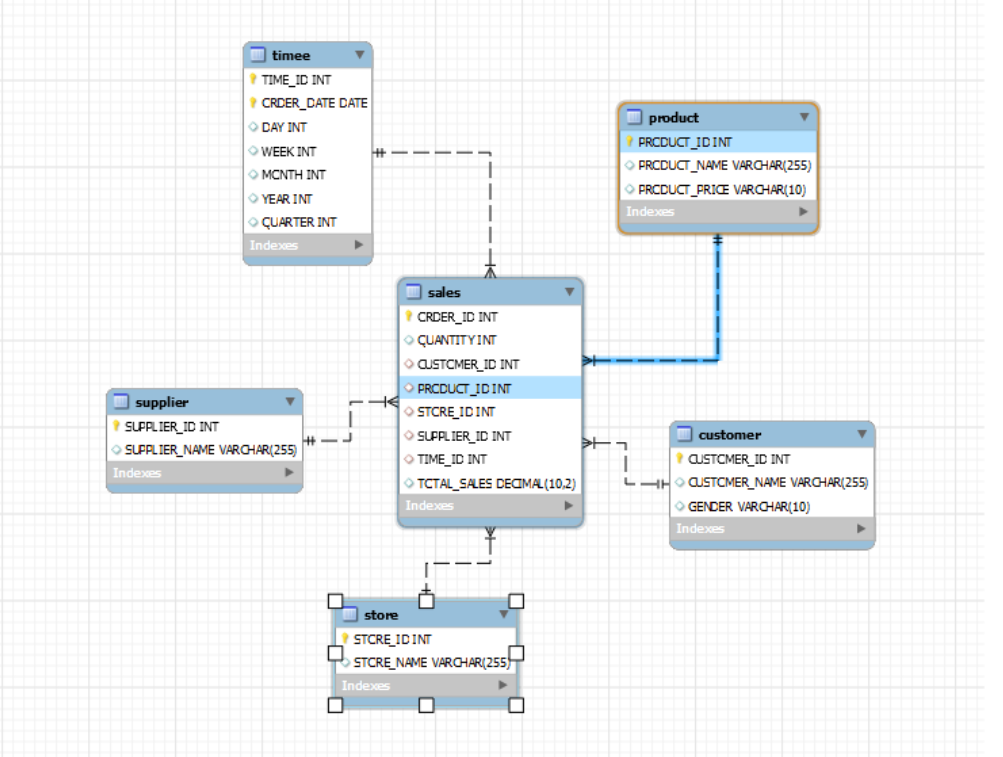 timee
TIME_ID INT
CRDER_DATE DATE
DAY INT
WEEK INT
MCNTH INT
YEAR INT
QUARTER INT
Indexes
product
PRCDUCT_ID INT
PRCDUCT_NAME VARCHAR(255)
PRCDUCT_PRICE VARCHAR(10)
Indexes
sales
CRDER_ID INT
QUANTITY INT
CUSTCMER_ID INT
PRCDUCT_ID INT
STCRE_ID INT
SUPPLIER_ID INT
TIME_ID INT
TCTAL_SALES DECIMAL(10,2)
Indexes
supplier
SUPPLIER_ID INT
SUPPLIER_NAME VARCHAR(255)
Indexes
customer
CUSTCMER_ID INT
CUSTCMER_NAME VARCHAR(255)
GENDER VARCHAR(10)
Indexes
store
STCRE_ID INT
STCRE_NAME VARCHAR(255)
Indexes